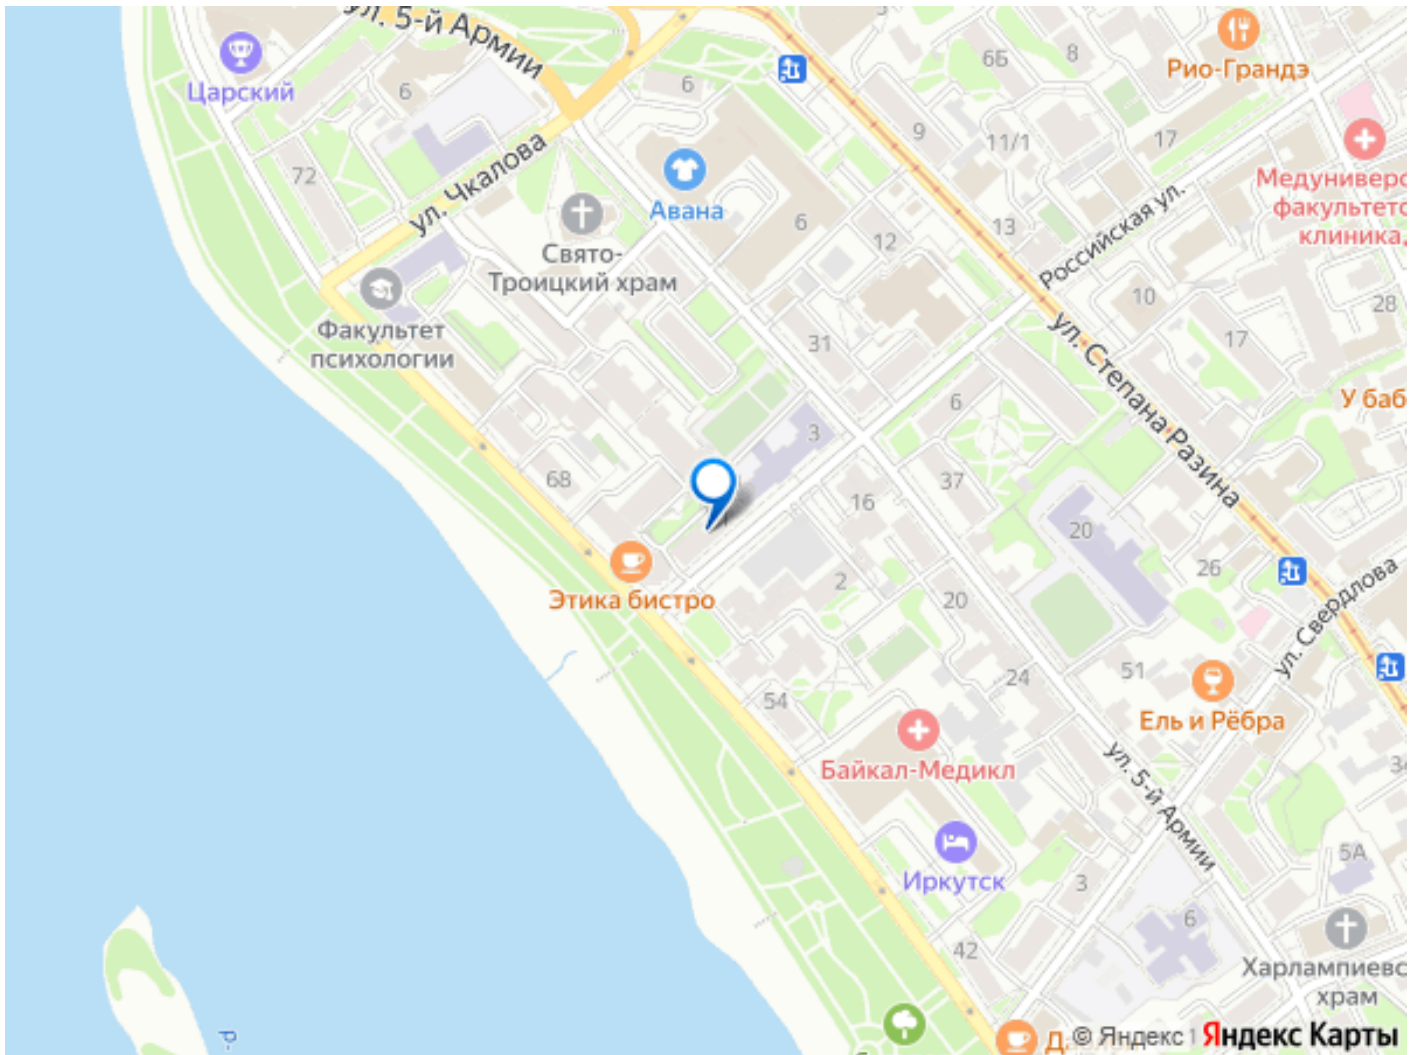 ул. 5-й Армии
Царский
6
6
6Б
8
Рио-Грандэ
9
11/1
17
72
ул. Чкалова
Авана
Медуниверс
факультетс
клиника,
Российская ул.
Свято-
Троицкий храм
6
12
13
10
28
Факультет
психологии
31
17
ул. Степана Разина
У баб
6
3
68
37
16
20
26
Этика бистро
2
20
ул. Свердлова
54
24
51
Ель и Рёбра
Байкал-Медикл
ул. 5-й Армии
34
Иркутск
3
5А
6
42
Харлампиевс
храм
р-
© Яндекс
Яндекс Карты